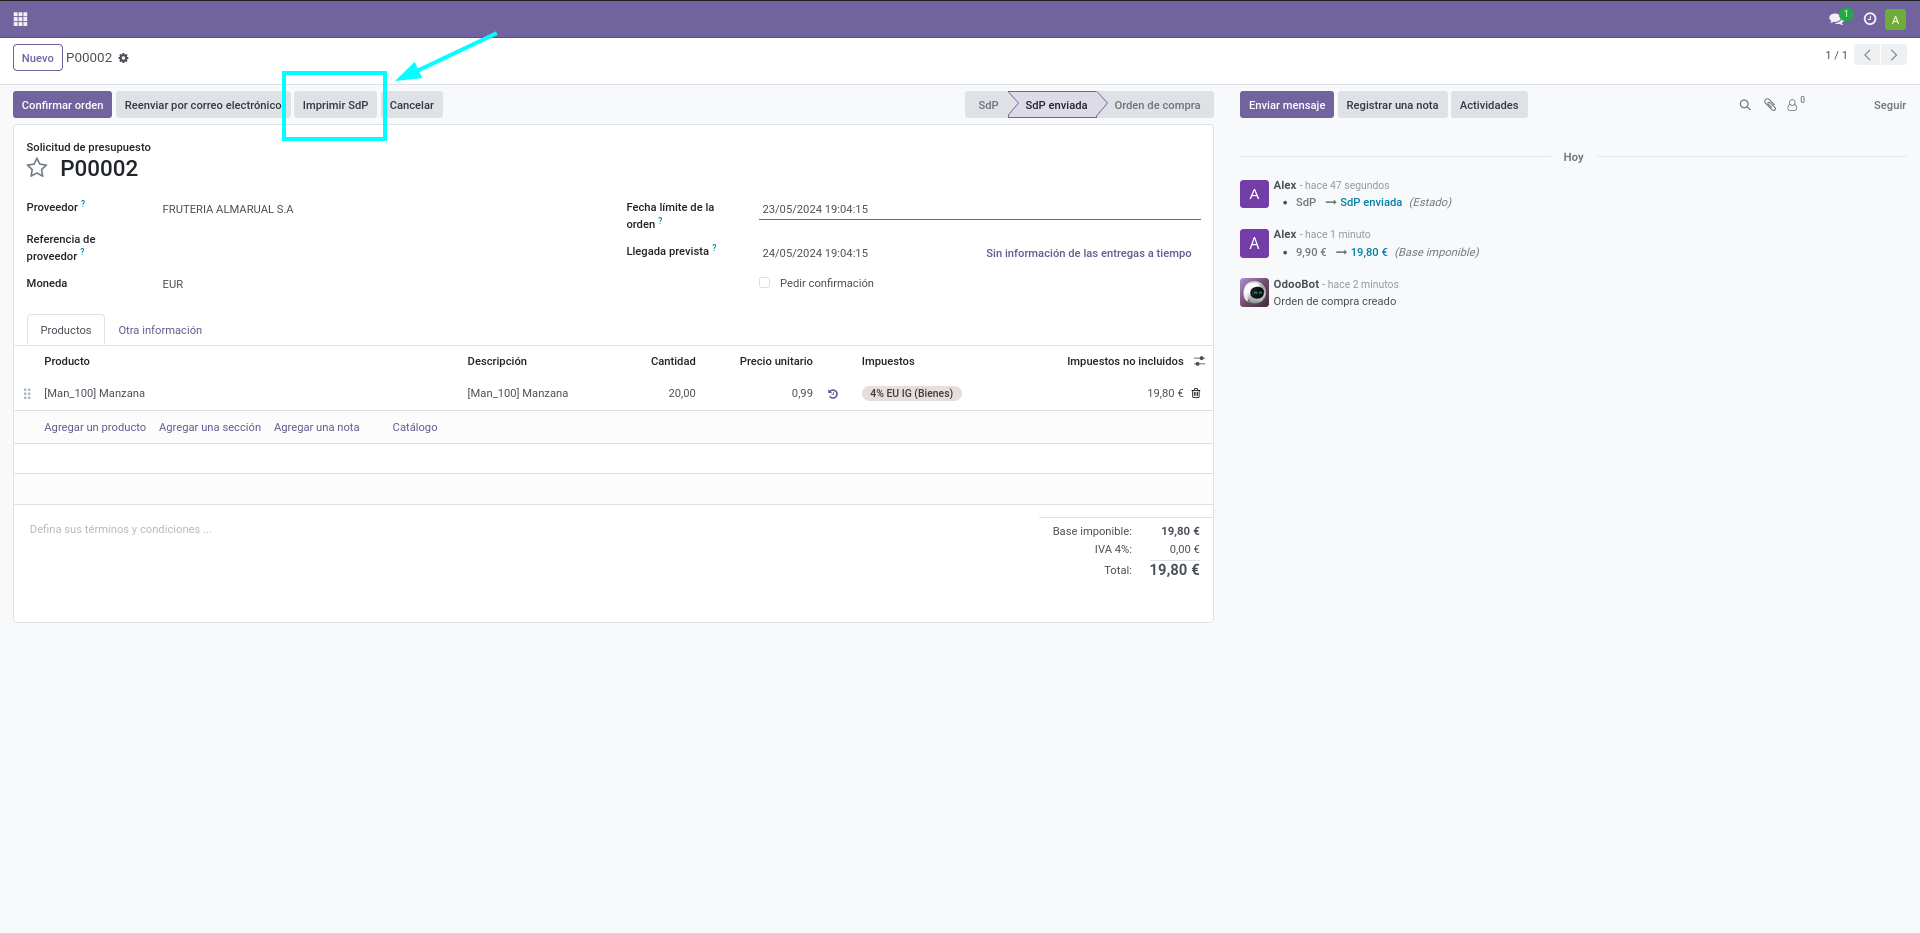 1
A
Nuevo P00002
1 / 1
Confirmar orden Reenviar por correo electrónico Imprimir SdP Cancelar
SdP SdP enviada Orden de compra
Enviar mensaje Registrar una nota Actividades
0
Seguir
Solicitud de presupuesto
P00002
Proveedor ? FRUTERIA ALMARUAL S.A
Referencia de
proveedor ?
Moneda EUR
Fecha límite de la
orden ?
23/05/2024 19:04:15
Llegada prevista ? 24/05/2024 19:04:15 Sin información de las entregas a tiempo
Pedir confirmación
Productos Otra información
Producto Descripción Cantidad Precio unitario Impuestos Impuestos no incluidos
[Man_100] Manzana [Man_100] Manzana 20,00 0,99 4% EU IG (Bienes) 19,80 €
Agregar un producto Agregar una sección Agregar una nota Catálogo
Defina sus términos y condiciones ...
Base imponible: 19,80 €
IVA 4%: 0,00 €
Total: 19,80 €
Hoy
A
Alex - hace 47 segundos
• SdP → SdP enviada (Estado)
A
Alex - hace 1 minuto
• 9,90 € → 19,80 € (Base imponible)
OdooBot - hace 2 minutos
Orden de compra creado